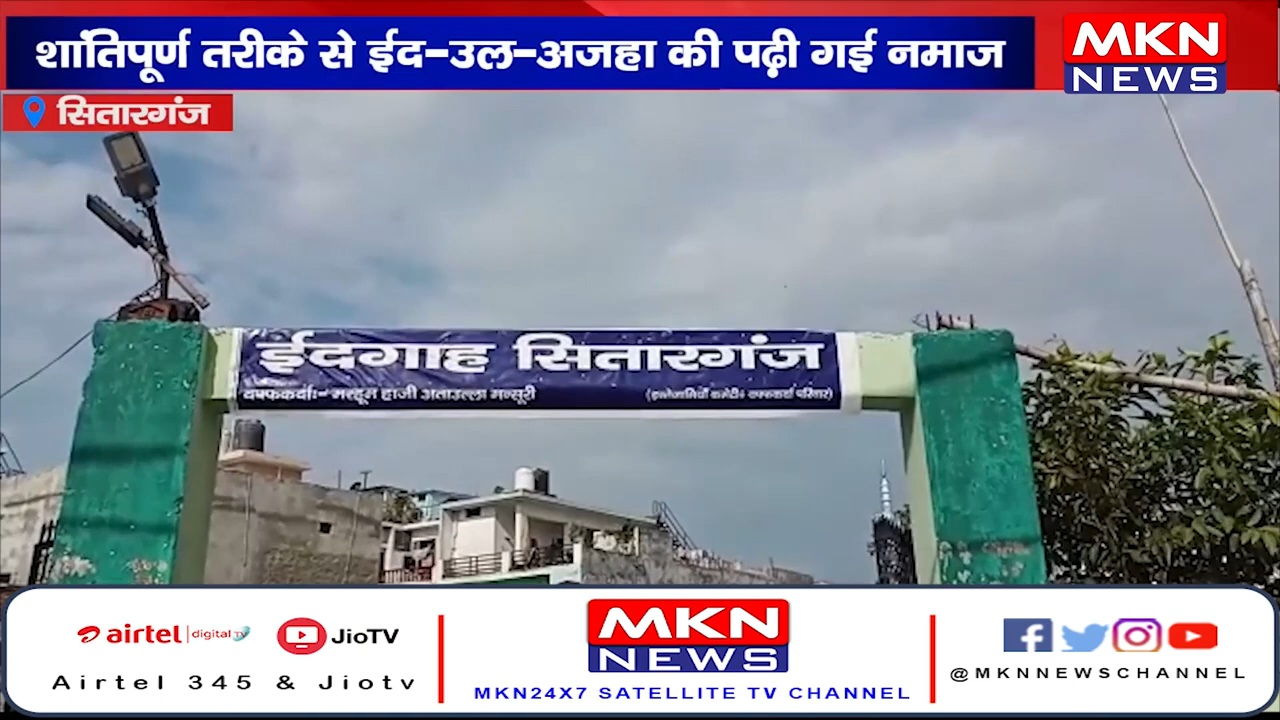 शांतिपूर्ण तरीके से ईद-उल-अजहा की पढ़ी गई नमाज
MKN
NEWS
सितारगंज
ईदगाह सितारगंज
वक्फकर्ताः- मरहूम हाजी अताउल्ला मन्सूरी
airtel digital TV
JioTV
Airtel 345 & Jiotv
MKN
NEWS
MKN24X7 SATELLITE TV CHANNEL
@MKNNEWSCHANNEL